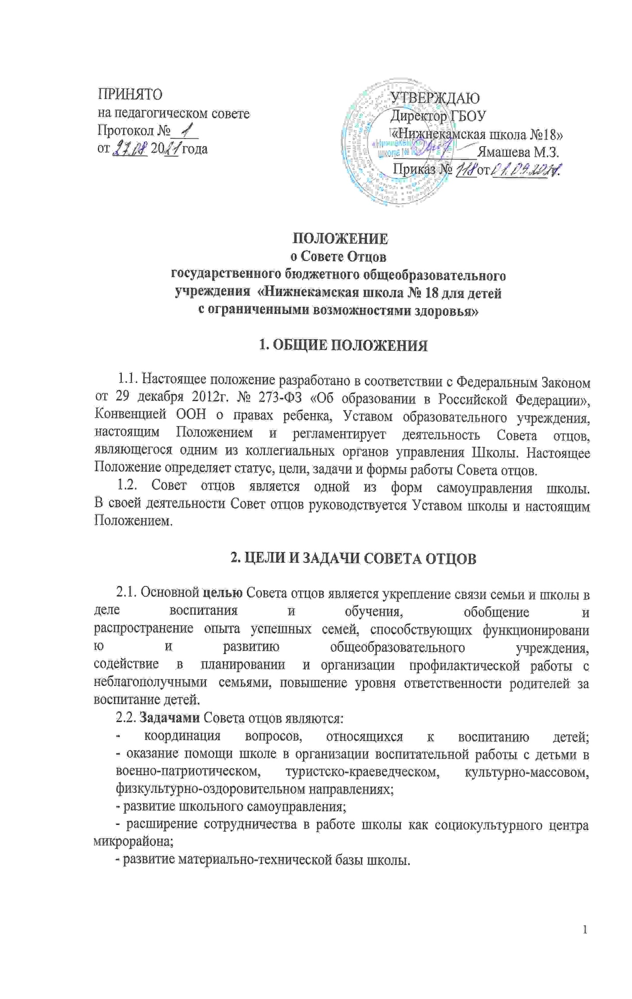 ПРИНЯТО
на педагогическом совете
Протокол № 1
от 27.08 2021 года
УТВЕРЖДАЮ
Директор ГБОУ
«Нижнекамская школа №18»
Ямашева М.З.
Приказ № 118 от 01.09.2021 г.
«Нижнекамская
школа №
ПОЛОЖЕНИЕ
о Совете Отцов
государственного бюджетного общеобразовательного
учреждения «Нижнекамская школа № 18 для детей
с ограниченными возможностями здоровья»
1. ОБЩИЕ ПОЛОЖЕНИЯ
1.1. Настоящее положение разработано в соответствии с Федеральным Законом
от 29 декабря 2012г. № 273-ФЗ «Об образовании в Российской Федерации»,
Конвенцией ООН о правах ребенка, Уставом образовательного учреждения,
настоящим Положением и регламентирует деятельность Совета отцов,
являющегося одним из коллегиальных органов управления Школы. Настоящее
Положение определяет статус, цели, задачи и формы работы Совета отцов.
1.2. Совет отцов является одной из форм самоуправления школы.
В своей деятельности Совет отцов руководствуется Уставом школы и настоящим
Положением.
2. ЦЕЛИ И ЗАДАЧИ СОВЕТА ОТЦОВ
2.1. Основной целью Совета отцов является укрепление связи семьи и школы в
деле воспитания и обучения, обобщение и
распространение опыта успешных семей, способствующих функционировани
ю и развитию общеобразовательного учреждения,
содействие в планировании и организации профилактической работы с
неблагополучными семьями, повышение уровня ответственности родителей за
воспитание детей.
2.2. Задачами Совета отцов являются:
- координация вопросов, относящихся к воспитанию детей;
- оказание помощи школе в организации воспитательной работы с детьми в
военно-патриотическом, туристско-краеведческом, культурно-массовом,
физкультурно-оздоровительном направлениях;
- развитие школьного самоуправления;
- расширение сотрудничества в работе школы как социокультурного центра
микрорайона;
- развитие материально-технической базы школы.
1